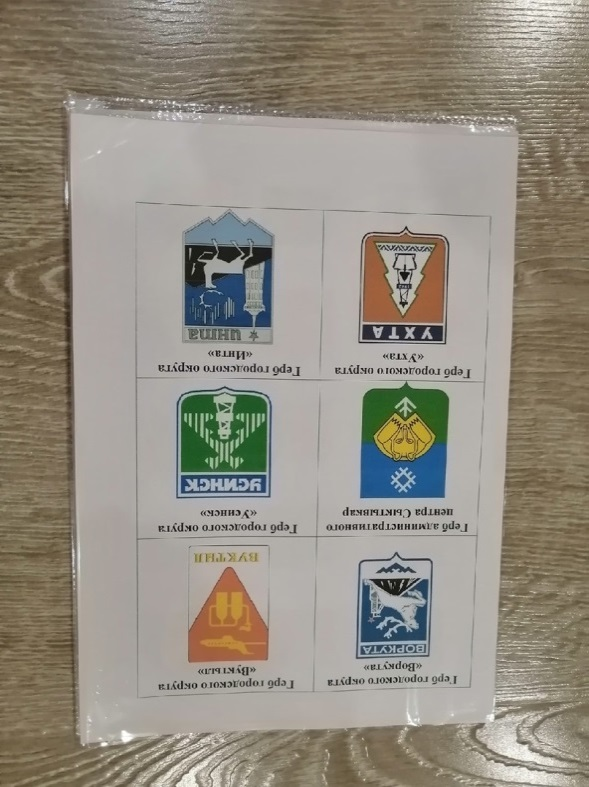 Герб городского округа
«Воркута»
ВОРКУТА
Герб городского округа
«Вуктыл»
ВУКТЫЛ
Герб административного
центра Сыктывкар
Герб городского округа
«Усинск»
УСИНСК
Герб городского округа
«Ухта»
УХТА
Герб городского округа
«Инта»
инта